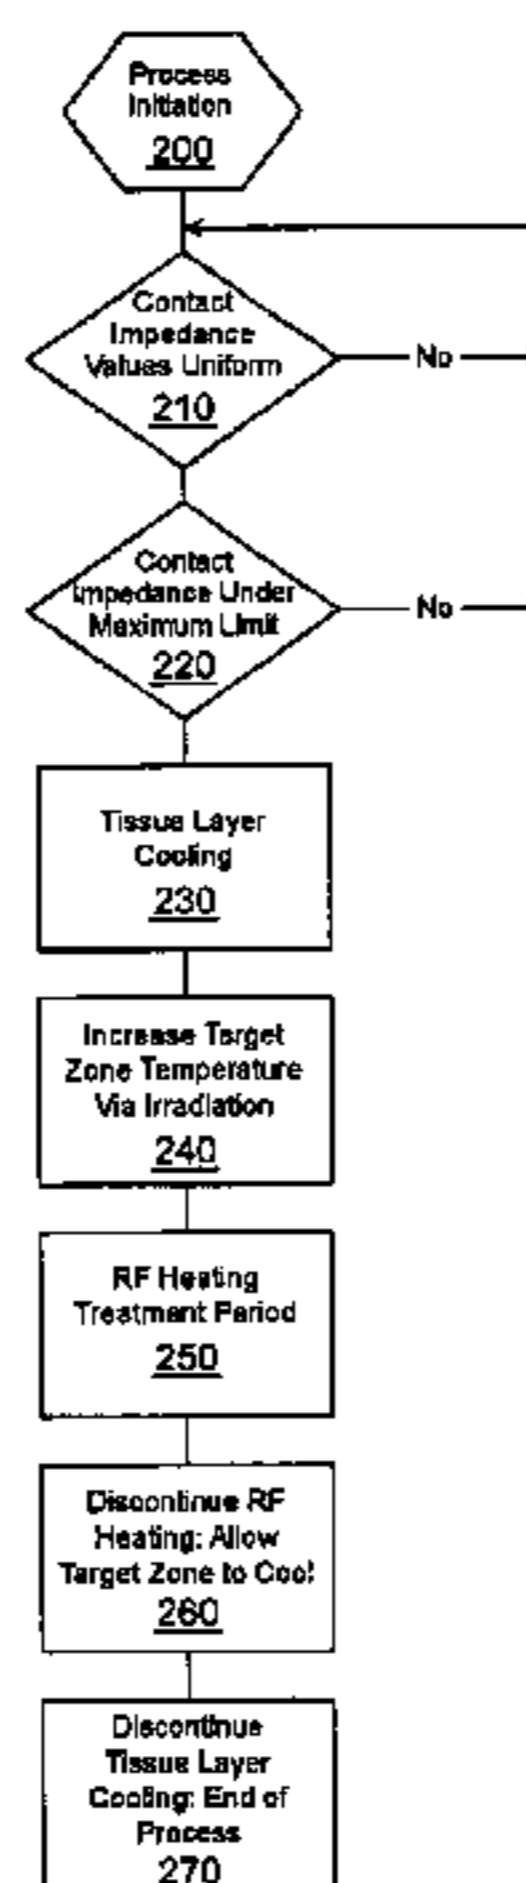 Process
Initiation
200
Contact
Impedance
Values Uniform
210
No
Contact
Impedance Under
Maximum Limit
220
No
Tissue Layer
Cooling
230
Increase Target
Zone Temperature
Via Irradiation
240
RF Heating
Treatment Period
250
Discontinue RF
Heating: Allow
Target Zone to Cool
260
Discontinue
Tissue Layer
Cooling: End of
Process
270